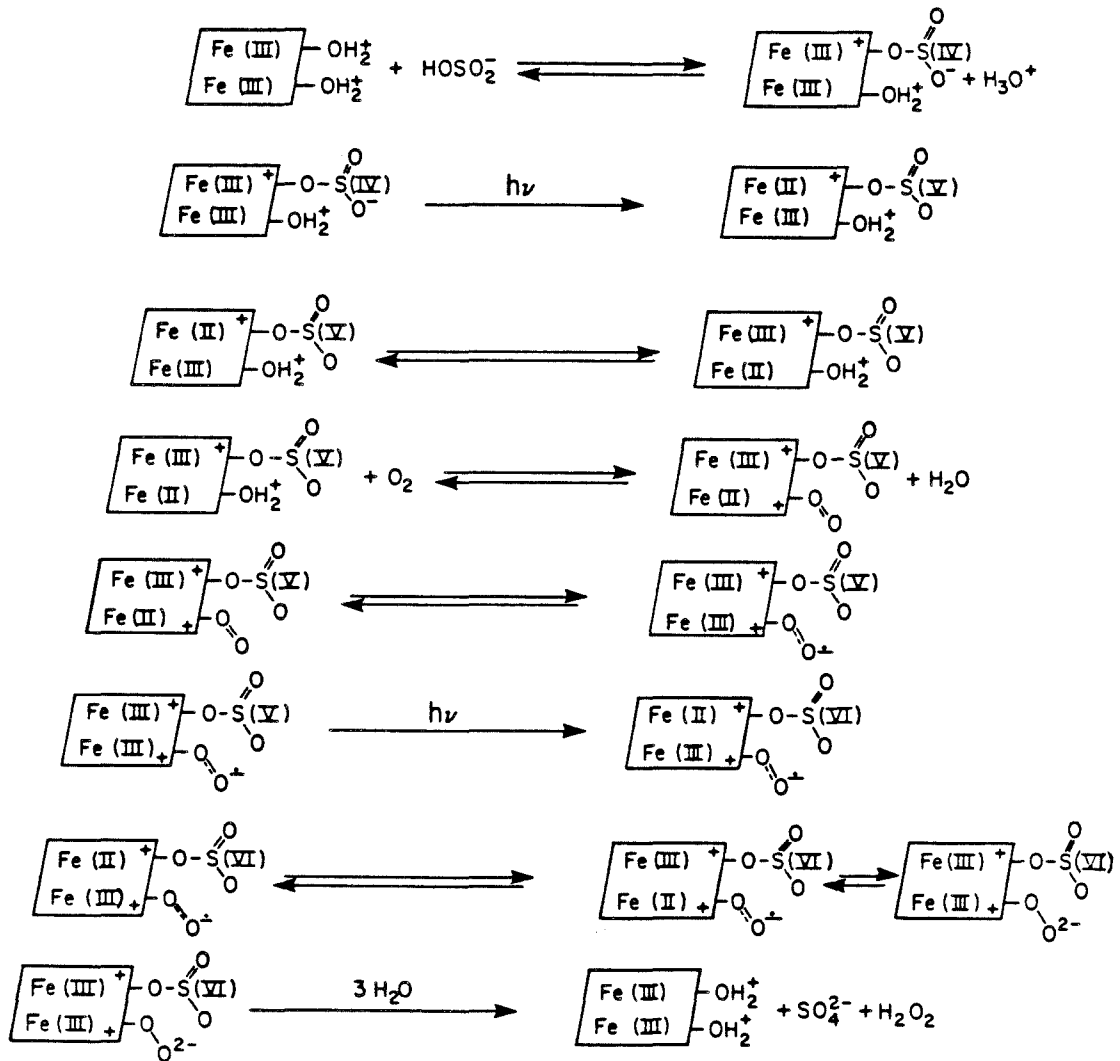 Fe (III) –OH₂⁺
Fe (III) –OH₂⁺ + HOSO₂⁻ ⇌ Fe (III) ⁺–O–S(IV) O O⁻ + H₃O⁺
Fe (III) –OH₂⁺
Fe (III) ⁺–O–S(IV) O O⁻ hν Fe (II) ⁺–O–S(V) O O
Fe (III) –OH₂⁺ Fe (III) –OH₂⁺
Fe (II) ⁺–O–S(V) O O ⇌ Fe (III) ⁺–O–S(V) O O
Fe (III) –OH₂⁺ Fe (II) –OH₂⁺
Fe (III) ⁺–O–S(V) O O + O₂ ⇌ Fe (III) ⁺–O–S(V) O O + H₂O
Fe (II) –OH₂⁺ Fe (II) ₊–O=O
Fe (III) ⁺–O–S(V) O O ⇌ Fe (III) ⁺–O–S(V) O O
Fe (II) ₊–O=O Fe (III) ₊–O=O∸
Fe (III) ⁺–O–S(V) O O hν Fe (II) ⁺–O–S(VI) O O
Fe (III) ₊–O=O∸ Fe (III) ₊–O=O∸
Fe (II) ⁺–O–S(VI) O O ⇌ Fe (III) ⁺–O–S(VI) O O ⇌ Fe (III) ⁺–O–S(VI) O O
Fe (III) ₊–O=O∸ Fe (II) ₊–O=O∸ Fe (III) ₊–O–O²⁻
Fe (III) ⁺–O–S(VI) O O 3 H₂O Fe (III) –OH₂⁺ + SO₄²⁻ + H₂O₂
Fe (III) ₊–O–O²⁻ Fe (III) –OH₂⁺